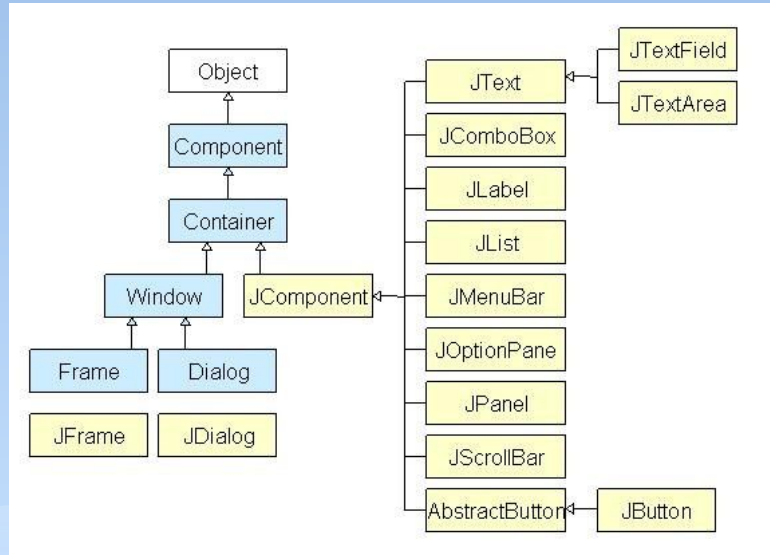 Object
Component
Container
Window
JComponent
Frame
Dialog
JFrame
JDialog
JText
JTextField
JTextArea
JComboBox
JLabel
JList
JMenuBar
JOptionPane
JPanel
JScrollBar
AbstractButton
JButton